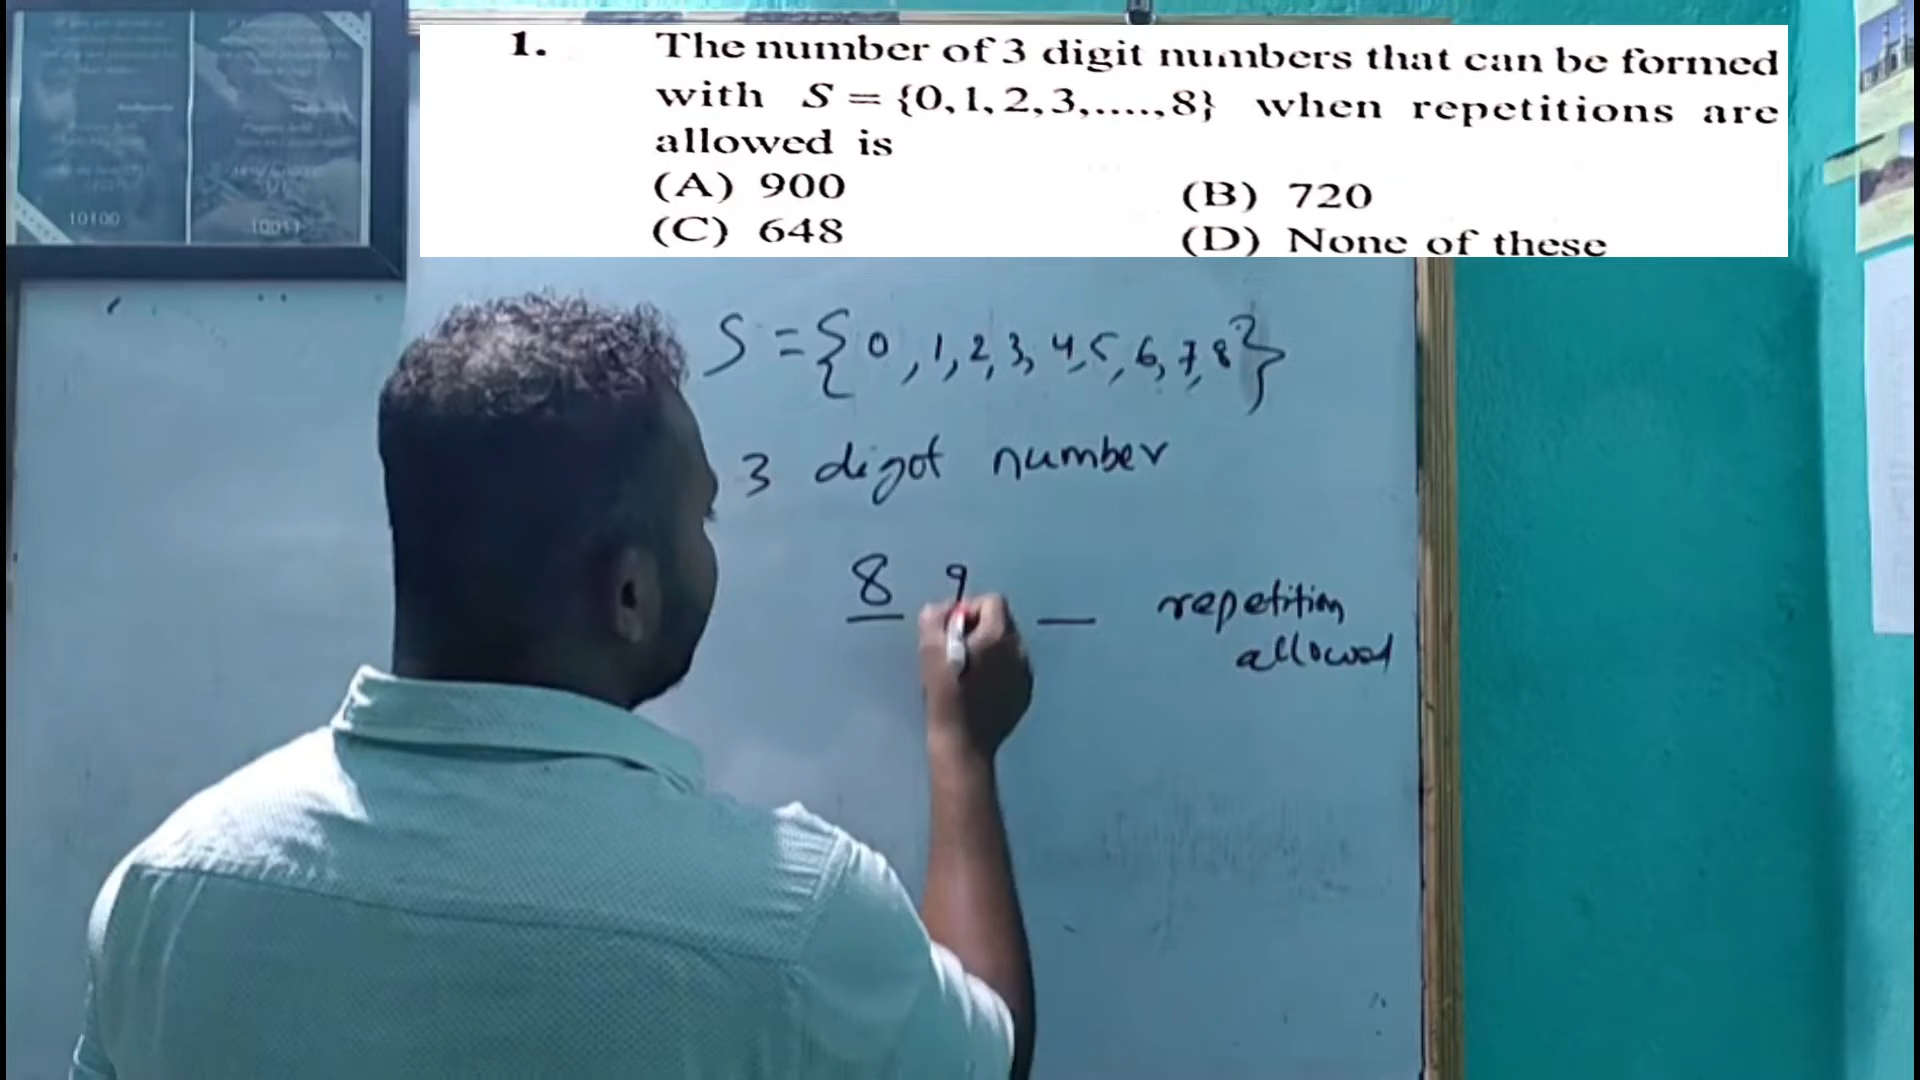 10100
1. The number of 3 digit numbers that can be formed
with S = {0, 1, 2, 3,....., 8} when repetitions are
allowed is
(A) 900 (B) 720
(C) 648 (D) None of these
S = {0, 1, 2, 3, 4, 5, 6, 7, 8}
3 digot number
8 9 _ repetition
allowed